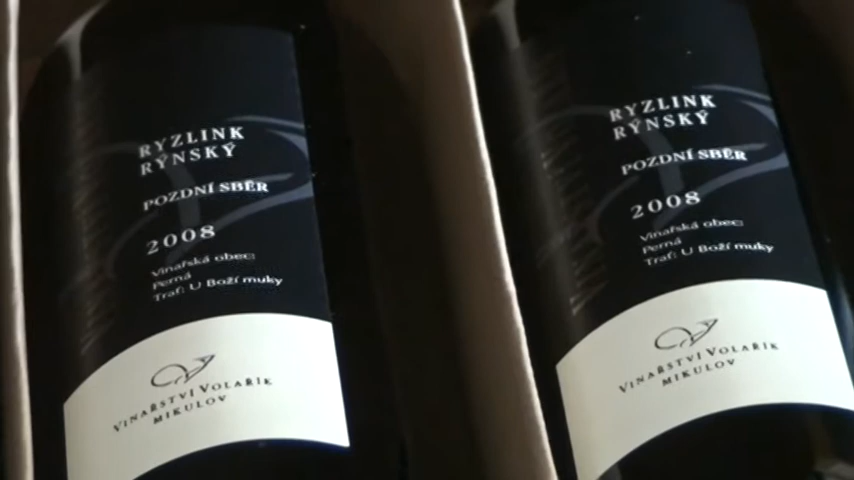 RYZLINK
RÝNSKÝ
POZDNÍ SBĚR
2008
Vinařská obec:
Perná
Trať: U Boží muky
VINAŘSTVÍ VOLAŘÍK
MIKULOV
RYZLINK
RÝNSKÝ
POZDNÍ SBĚR
2008
Vinařská obec:
Perná
Trať: U Boží muky
VINAŘSTVÍ VOLAŘÍK
MIKULOV